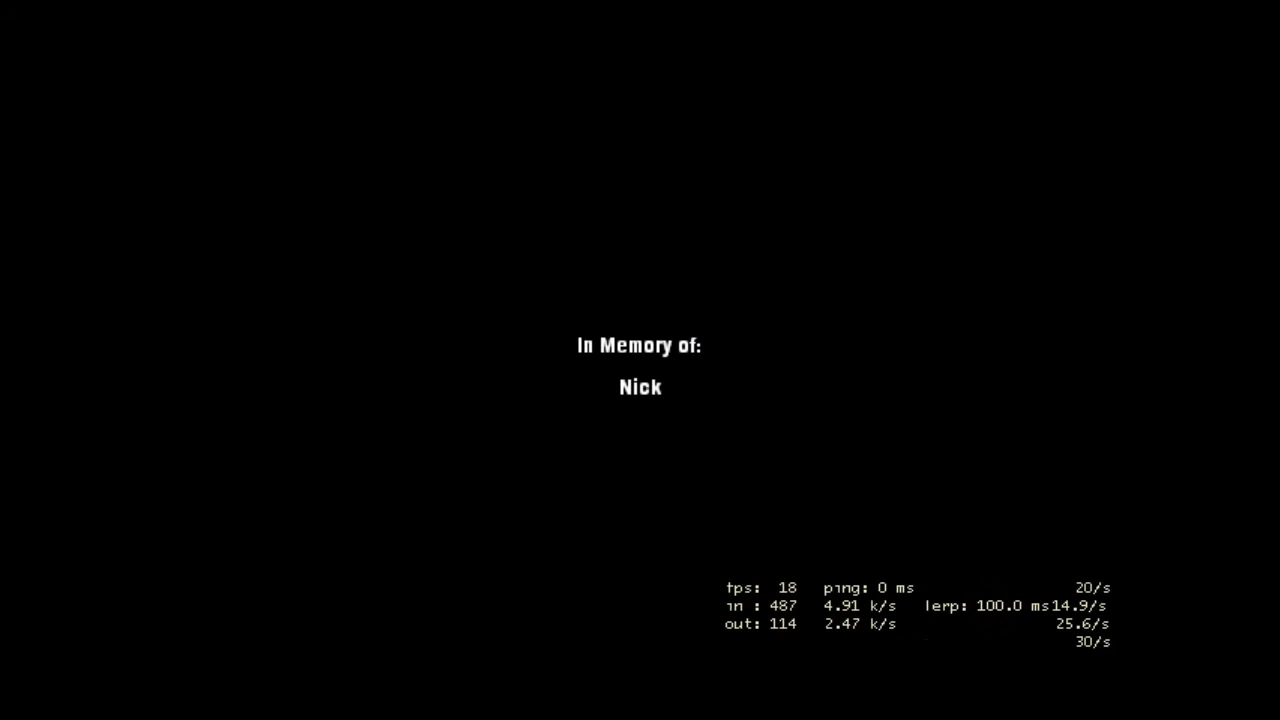 In Memory of:
Nick
fps: 18 ping: 0 ms 20/s
in : 487 4.91 k/s lerp: 100.0 ms 14.9/s
out: 114 2.47 k/s 25.6/s
30/s